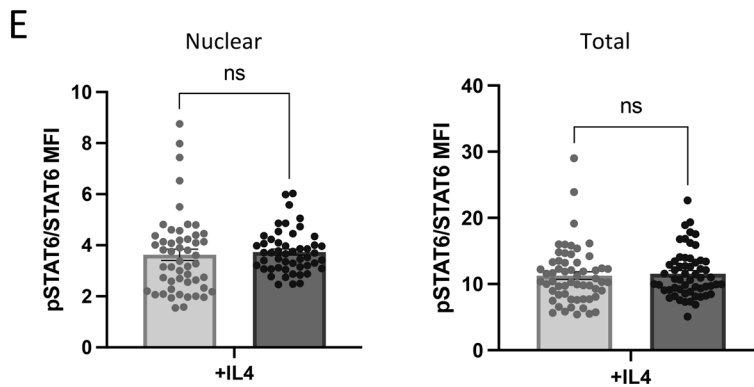 E
Nuclear
ns
pSTAT6/STAT6 MFI
10
8
6
4
2
0
+IL4
Total
ns
pSTAT6/STAT6 MFI
40
30
20
10
0
+IL4